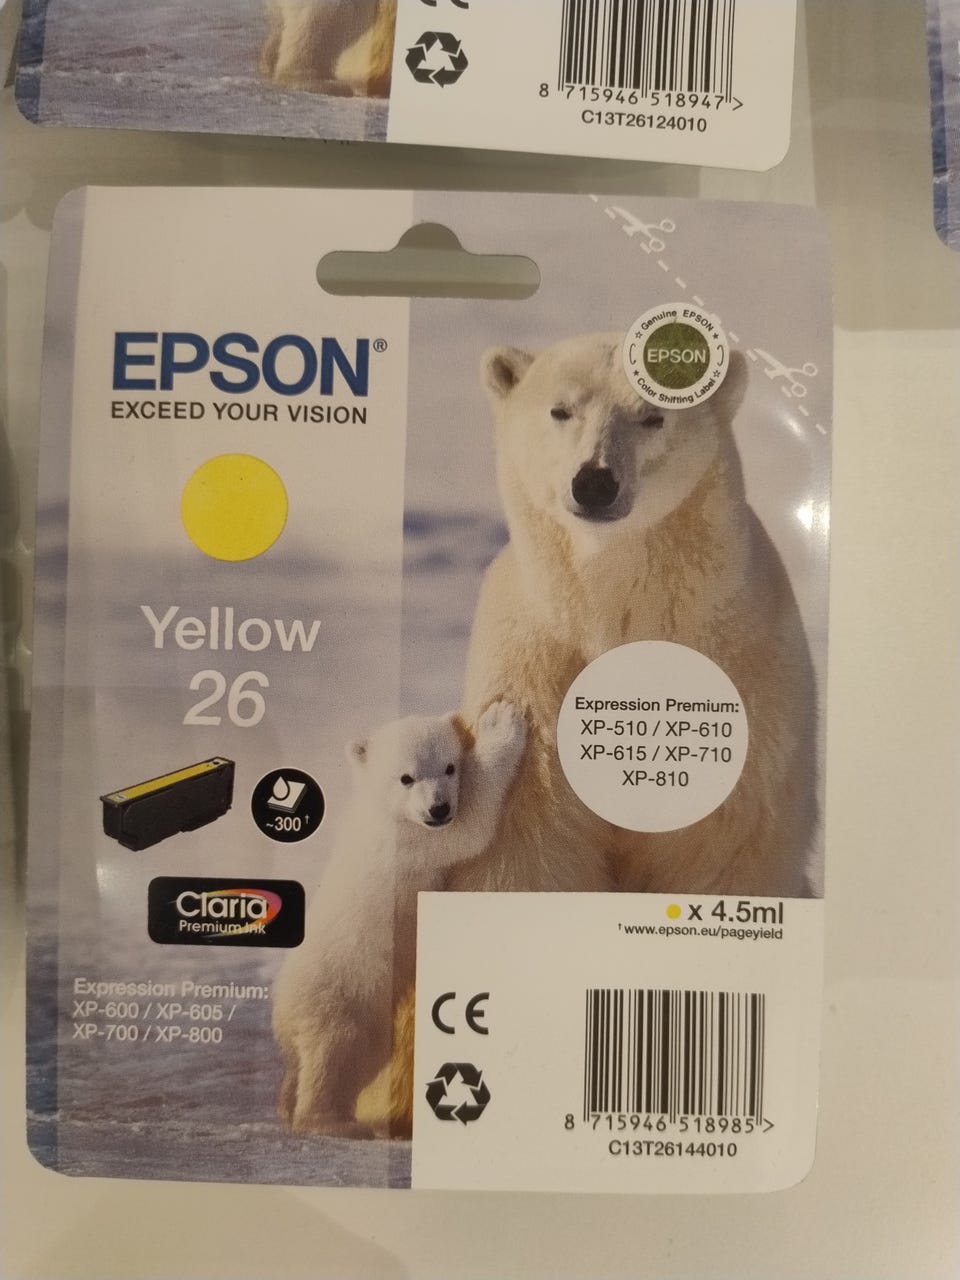 8 715946 518947 >
C13T26124010
EPSON®
EXCEED YOUR VISION
Genuine EPSON
EPSON
Color Shifting Label
Yellow
26
Expression Premium:
XP-510 / XP-610
XP-615 / XP-710
XP-810
~300†
Claria
Premium Ink
x 4.5ml
†www.epson.eu/pageyield
Expression Premium:
XP-600 / XP-605 /
XP-700 / XP-800
CE
8 715946 518985 >
C13T26144010